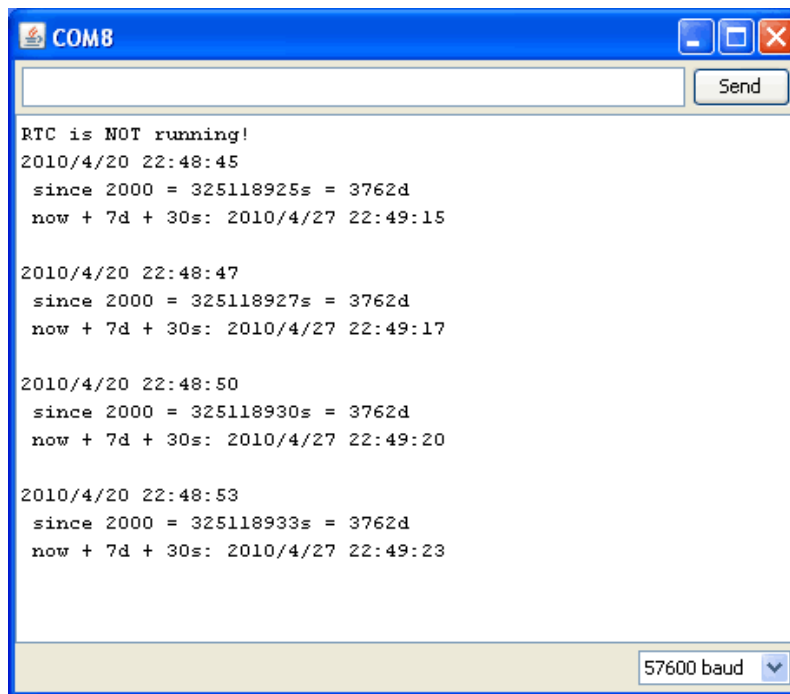 COM8
Send
RTC is NOT running!
2010/4/20 22:48:45
since 2000 = 325118925s = 3762d
now + 7d + 30s: 2010/4/27 22:49:15
2010/4/20 22:48:47
since 2000 = 325118927s = 3762d
now + 7d + 30s: 2010/4/27 22:49:17
2010/4/20 22:48:50
since 2000 = 325118930s = 3762d
now + 7d + 30s: 2010/4/27 22:49:20
2010/4/20 22:48:53
since 2000 = 325118933s = 3762d
now + 7d + 30s: 2010/4/27 22:49:23
57600 baud